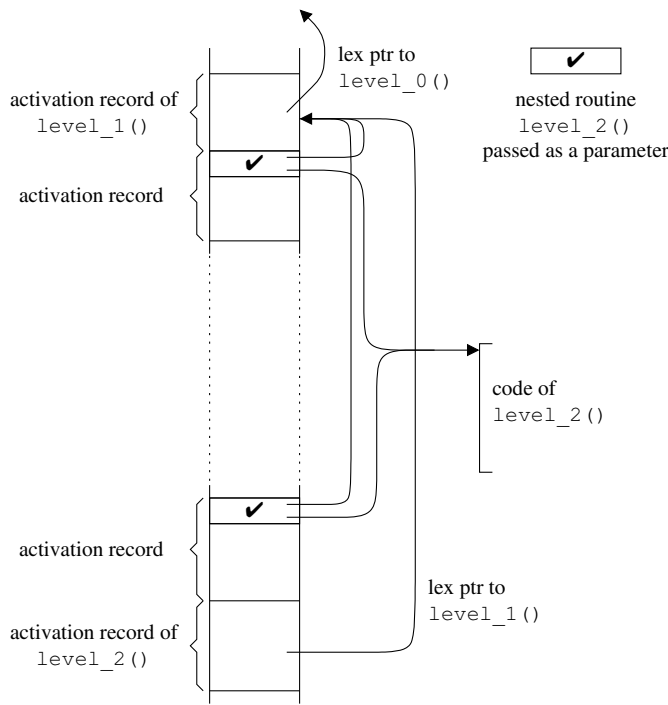 lex ptr to
level_0()
✔
nested routine
level_2()
passed as a parameter
activation record of
level_1()
✔
activation record
code of
level_2()
✔
activation record
lex ptr to
level_1()
activation record of
level_2()